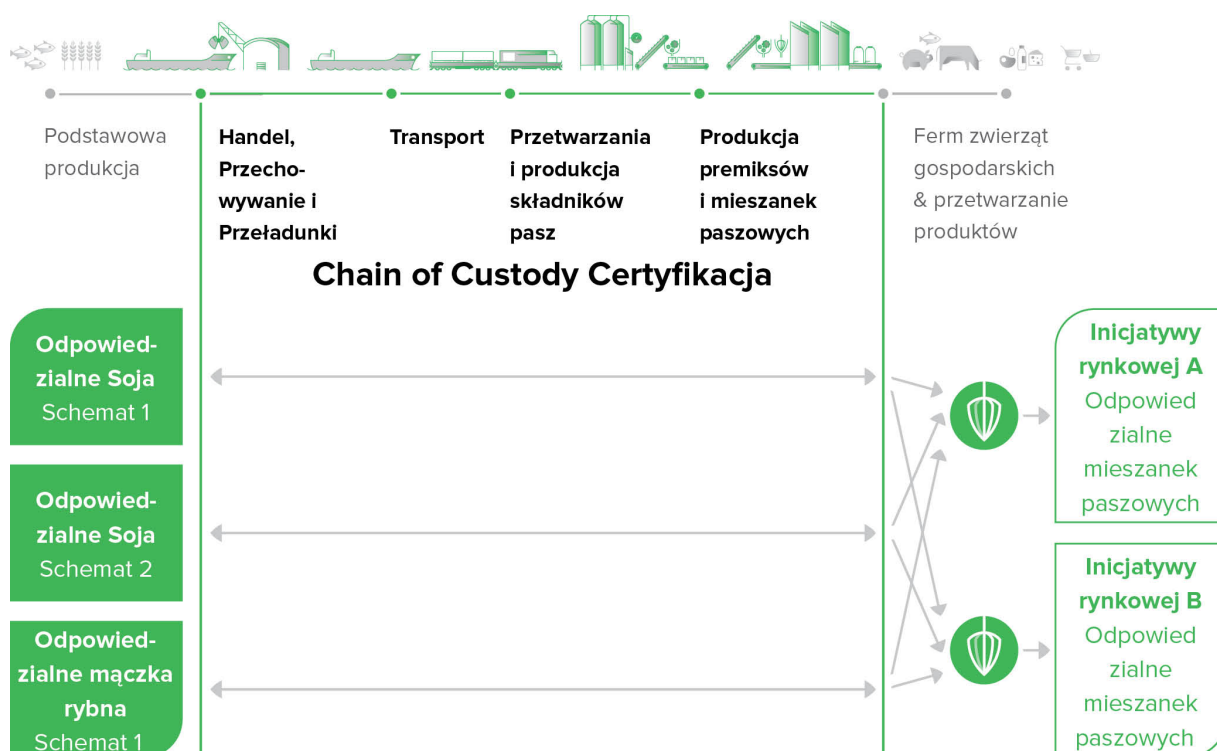 Podstawowa
produkcja
Handel,
Przecho-
wywanie i
Przeładunki
Transport
Przetwarzania
i produkcja
składników
pasz
Produkcja
premiksów
i mieszanek
paszowych
Ferm zwierząt
gospodarskich
& przetwarzanie
produktów
Chain of Custody Certyfikacja
Odpowied-
zialne Soja
Schemat 1
Odpowied-
zialne Soja
Schemat 2
Odpowied-
zialne mączka
rybna
Schemat 1
Inicjatywy
rynkowej A
Odpowied
zialne
mieszanek
paszowych
Inicjatywy
rynkowej B
Odpowied
zialne
mieszanek
paszowych